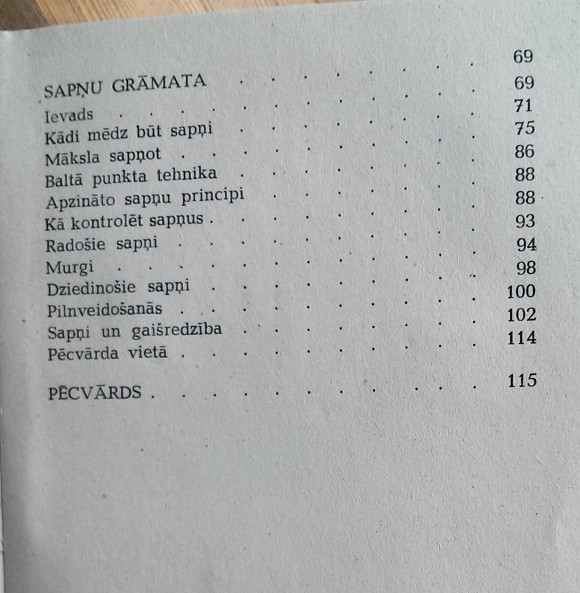 SAPŅU GRĀMATA . . . . . . . . 69
Ievads . . . . . . . . . . . . 69
Kādi mēdz būt sapņi . . . . . . . . 71
Māksla sapņot . . . . . . . . . . 75
Baltā punkta tehnika . . . . . . . . 86
Apzināto sapņu principi . . . . . . . . 88
Kā kontrolēt sapņus . . . . . . . . . 88
Radošie sapņi . . . . . . . . . . 93
Murgi . . . . . . . . . . . . 94
Dziedinošie sapņi . . . . . . . . . 98
Pilnveidošanās . . . . . . . . . . 100
Sapņi un gaišredzība . . . . . . . . 102
Pēcvārda vietā . . . . . . . . . . 114
PĒCVĀRDS . . . . . . . . . . . 115